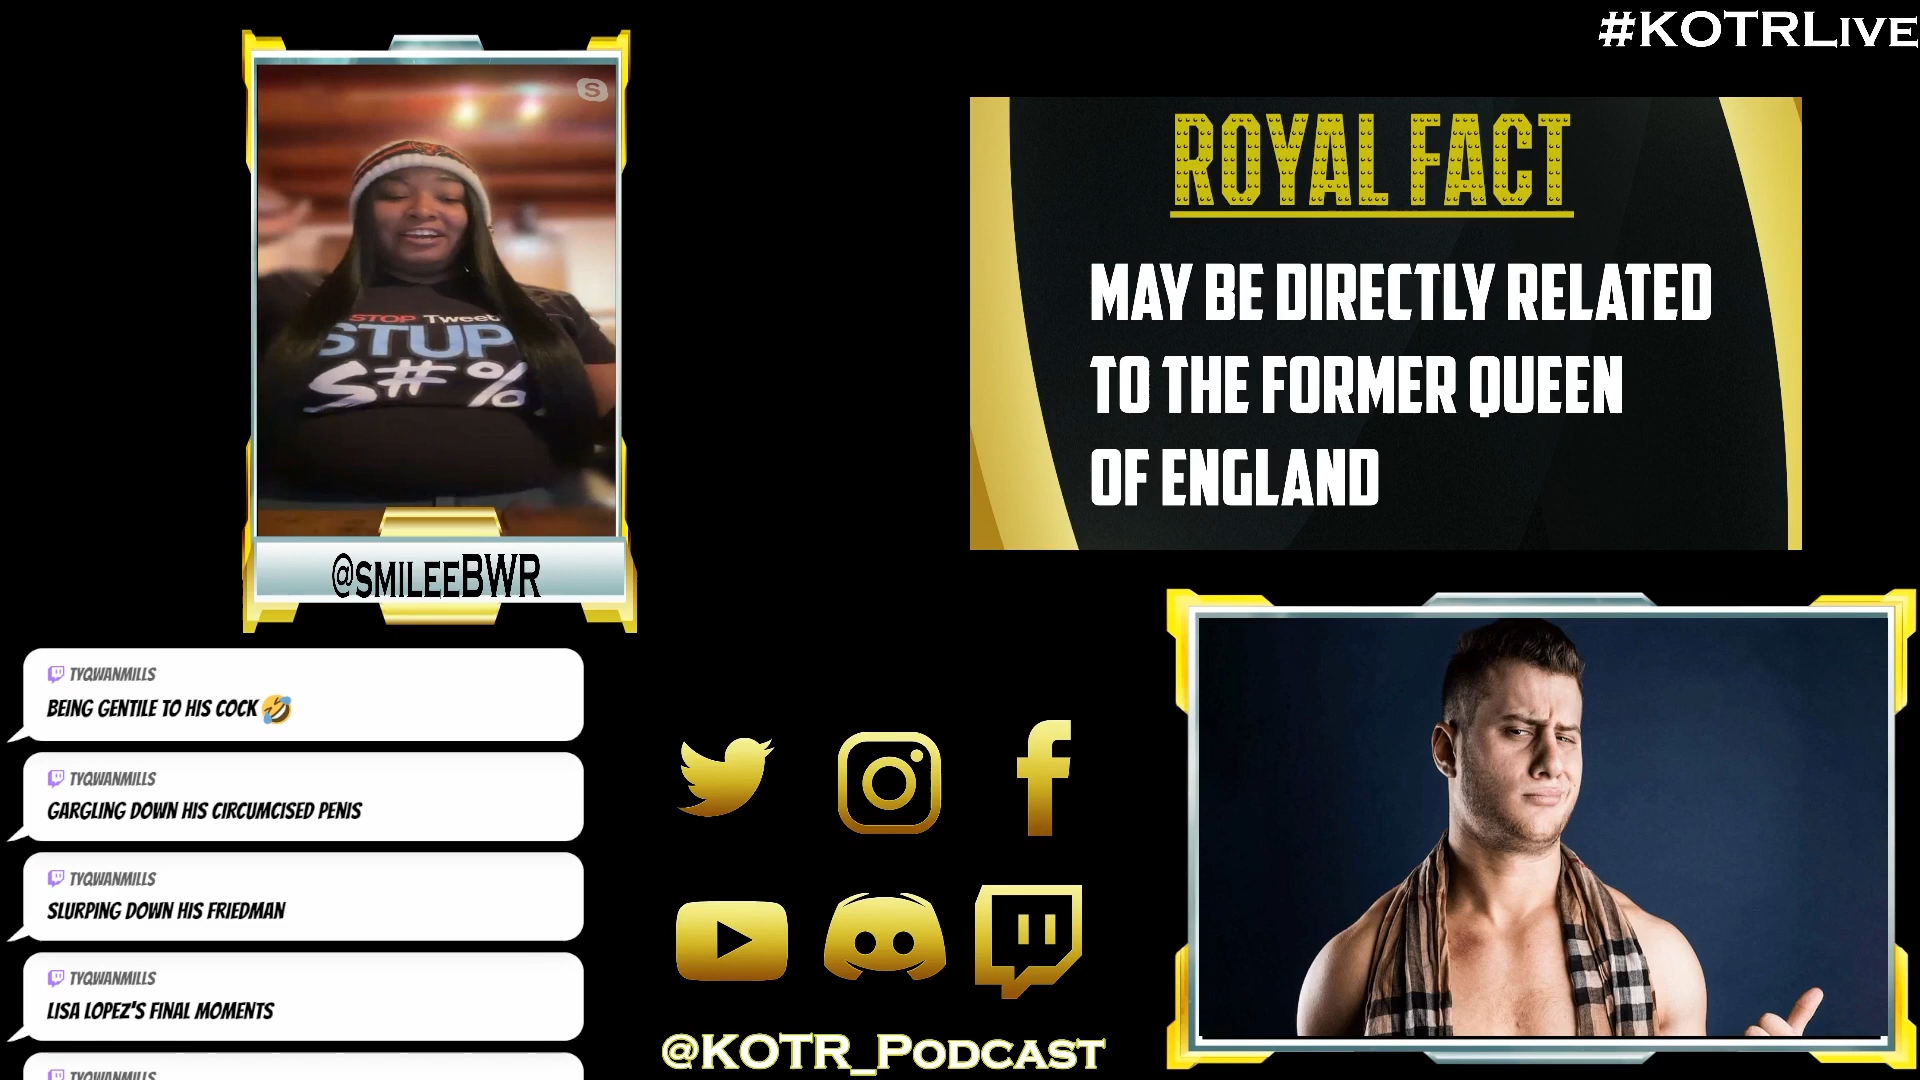 #KOTRLIVE
S
STOP Tweet
STUP
S#%
@SMILEEBWR
ROYAL FACT
MAY BE DIRECTLY RELATED
TO THE FORMER QUEEN
OF ENGLAND
TYQWANMILLS
BEING GENTILE TO HIS COCK🤣
TYQWANMILLS
GARGLING DOWN HIS CIRCUMCISED PENIS
TYQWANMILLS
SLURPING DOWN HIS FRIEDMAN
TYQWANMILLS
LISA LOPEZ'S FINAL MOMENTS
TYQWANMILLS
@KOTR_PODCAST